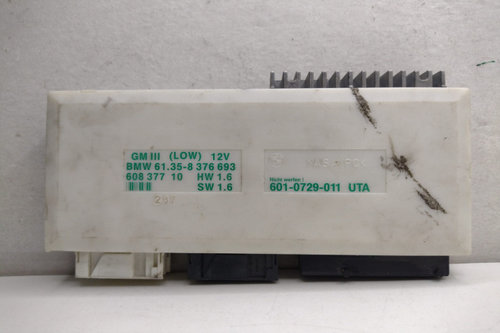 GM III (LOW) 12V
BMW 61.35-8 376 693
608 377 10 HW 1.6
SW 1.6
Nicht werfen !
601-0729-011 UTA